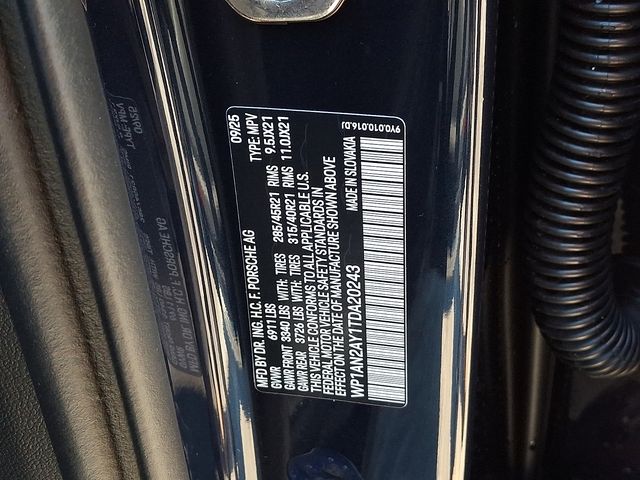 MFD BY DR. ING. H.C. F. PORSCHE AG 09/25
GVWR 6911 LBS TYPE: MPV
GAWR FRONT 3340 LBS WITH: TIRES 285/45R21 RIMS 9.5JX21
GAWR REAR 3726 LBS WITH: TIRES 315/40R21 RIMS 11.0JX21
THIS VEHICLE CONFORMS TO ALL APPLICABLE U.S.
FEDERAL MOTOR VEHICLE SAFETY STANDARDS IN
EFFECT ON THE DATE OF MANUFACTURE SHOWN ABOVE
WP1AN2AY1TDA20243 MADE IN SLOVAKIA
9Y0.010.016.DJ